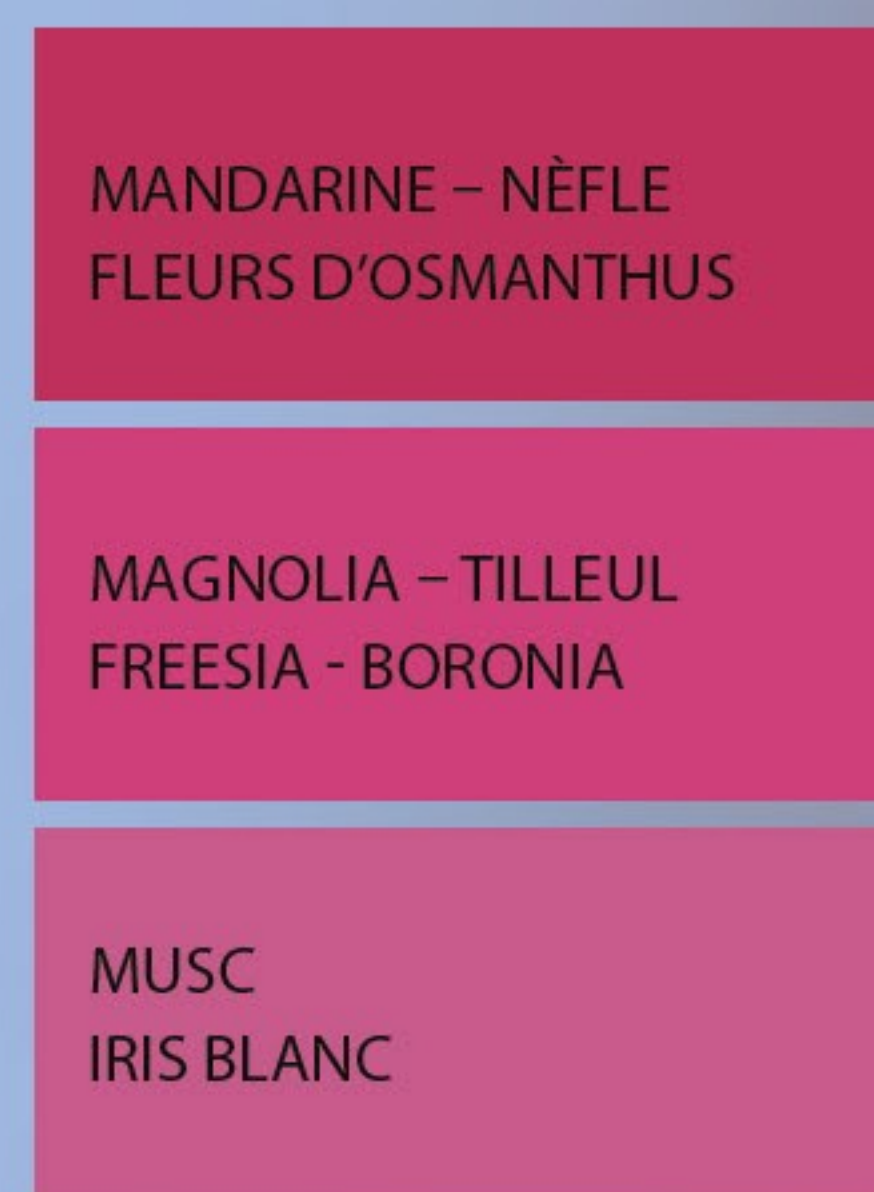 MANDARINE – NÈFLE
FLEURS D’OSMANTHUS
MAGNOLIA – TILLEUL
FREESIA - BORONIA
MUSC
IRIS BLANC